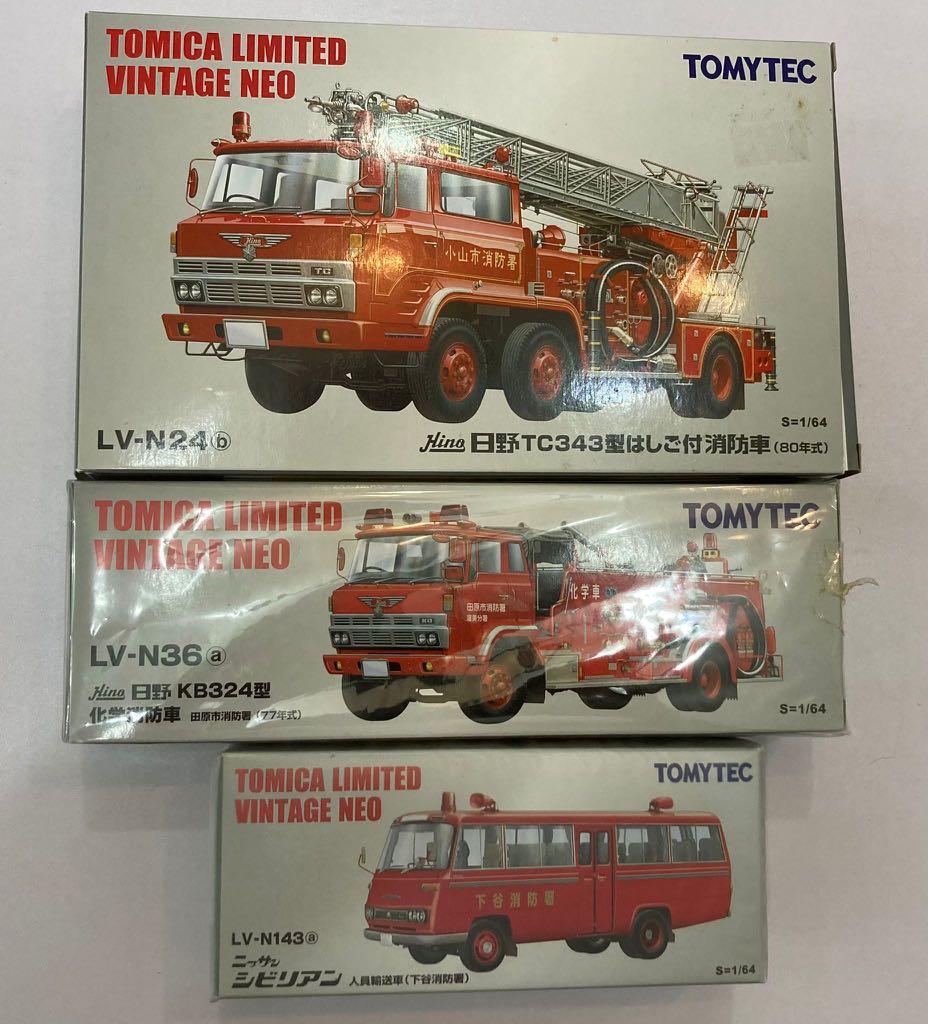 TOMICA LIMITED
VINTAGE NEO
TOMYTEC
Hino
TC
小山市消防署
S=1/64
LV-N24ⓑ
Hino 日野TC343型はしご付消防車(80年式)
TOMICA LIMITED
VINTAGE NEO
TOMYTEC
化学車
田原市消防署
渥美分署
LV-N36ⓐ
Hino 日野 KB324型
化学消防車 田原市消防署(77年式)
S=1/64
TOMICA LIMITED
VINTAGE NEO
TOMYTEC
下谷消防署
LV-N143ⓐ
ニッサン
シビリアン 人員輸送車(下谷消防署)
S=1/64